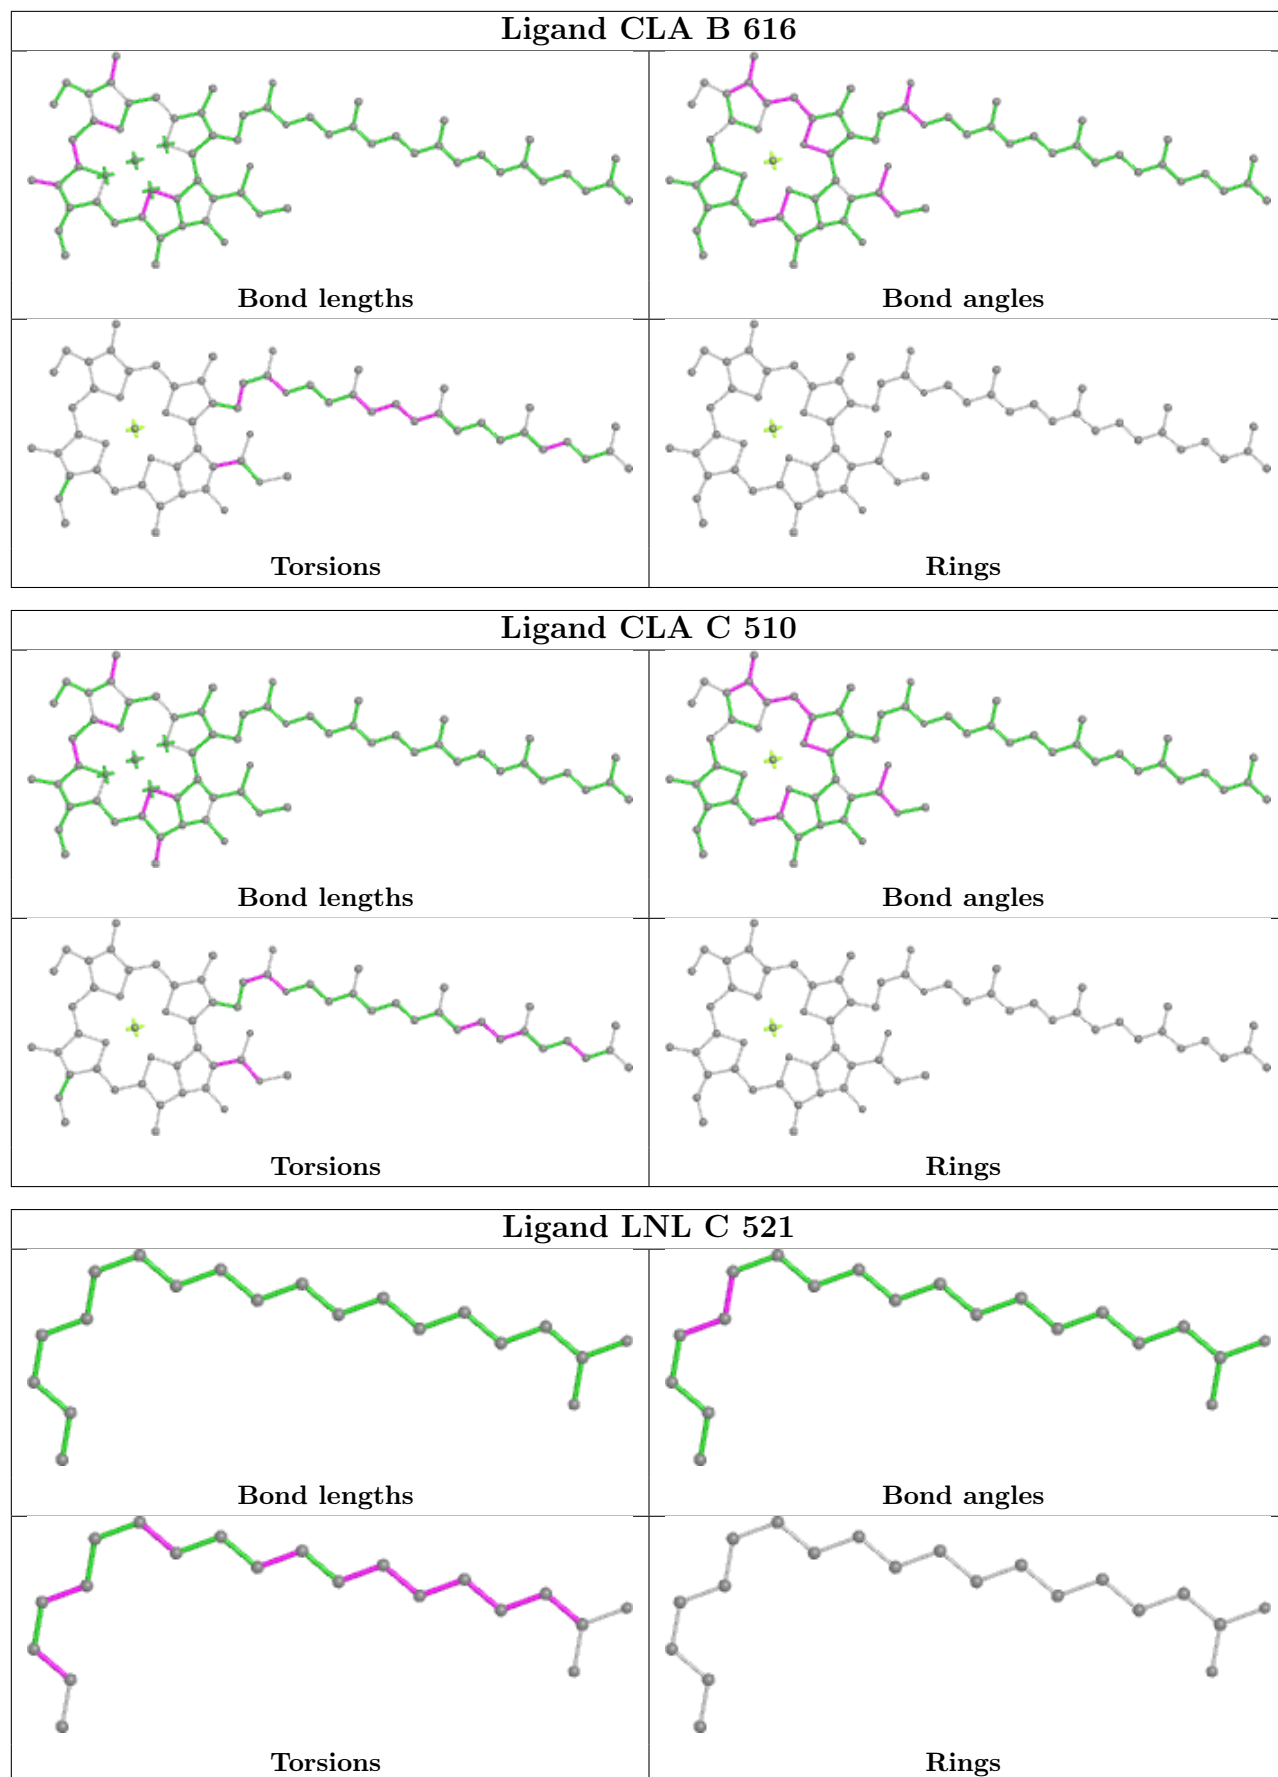 Ligand CLA B 616
Bond lengths
Bond angles
Torsions
Rings
Ligand CLA C 510
Bond lengths
Bond angles
Torsions
Rings
Ligand LNL C 521
Bond lengths
Bond angles
Torsions
Rings